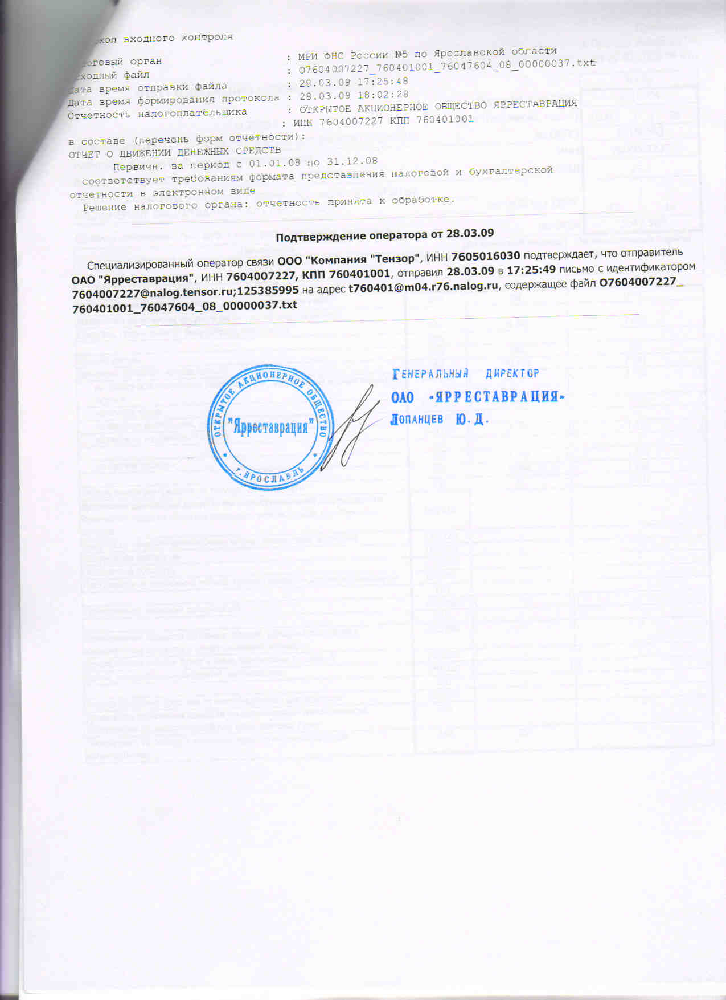 входного контроля
орган : МРИ ФНС России №5 по Ярославской области
файл : О7604007227_760401001_76047604_08_00000037.txt
Дата время отправки файла : 28.03.09 17:25:48
Дата время формирования протокола : 28.03.09 18:02:28
Отчетность налогоплательщика : ОТКРЫТОЕ АКЦИОНЕРНОЕ ОБЩЕСТВО ЯРРЕСТАВРАЦИЯ
: ИНН 7604007227 КПП 760401001
в составе (перечень форм отчетности):
ОТЧЕТ О ДВИЖЕНИИ ДЕНЕЖНЫХ СРЕДСТВ
Первичн. за период с 01.01.08 по 31.12.08
соответствует требованиям формата представления налоговой и бухгалтерской
отчетности в электронном виде
Решение налогового органа: отчетность принята к обработке.
Подтверждение оператора от 28.03.09
Специализированный оператор связи ООО "Компания "Тензор", ИНН 7605016030 подтверждает, что отправитель
ОАО "Ярреставрация", ИНН 7604007227, КПП 760401001, отправил 28.03.09 в 17:25:49 письмо с идентификатором
7604007227@nalog.tensor.ru;125385995 на адрес t760401@m04.r76.nalog.ru, содержащее файл О7604007227_
760401001_76047604_08_00000037.txt
ОТКРЫТОЕ АКЦИОНЕРНОЕ ОБЩЕСТВО
"Ярреставрация"
* г.ЯРОСЛАВЛЬ *
ГЕНЕРАЛЬНЫЙ ДИРЕКТОР
ОАО «ЯРРЕСТАВРАЦИЯ»
ЛОПАНЦЕВ Ю.Д.